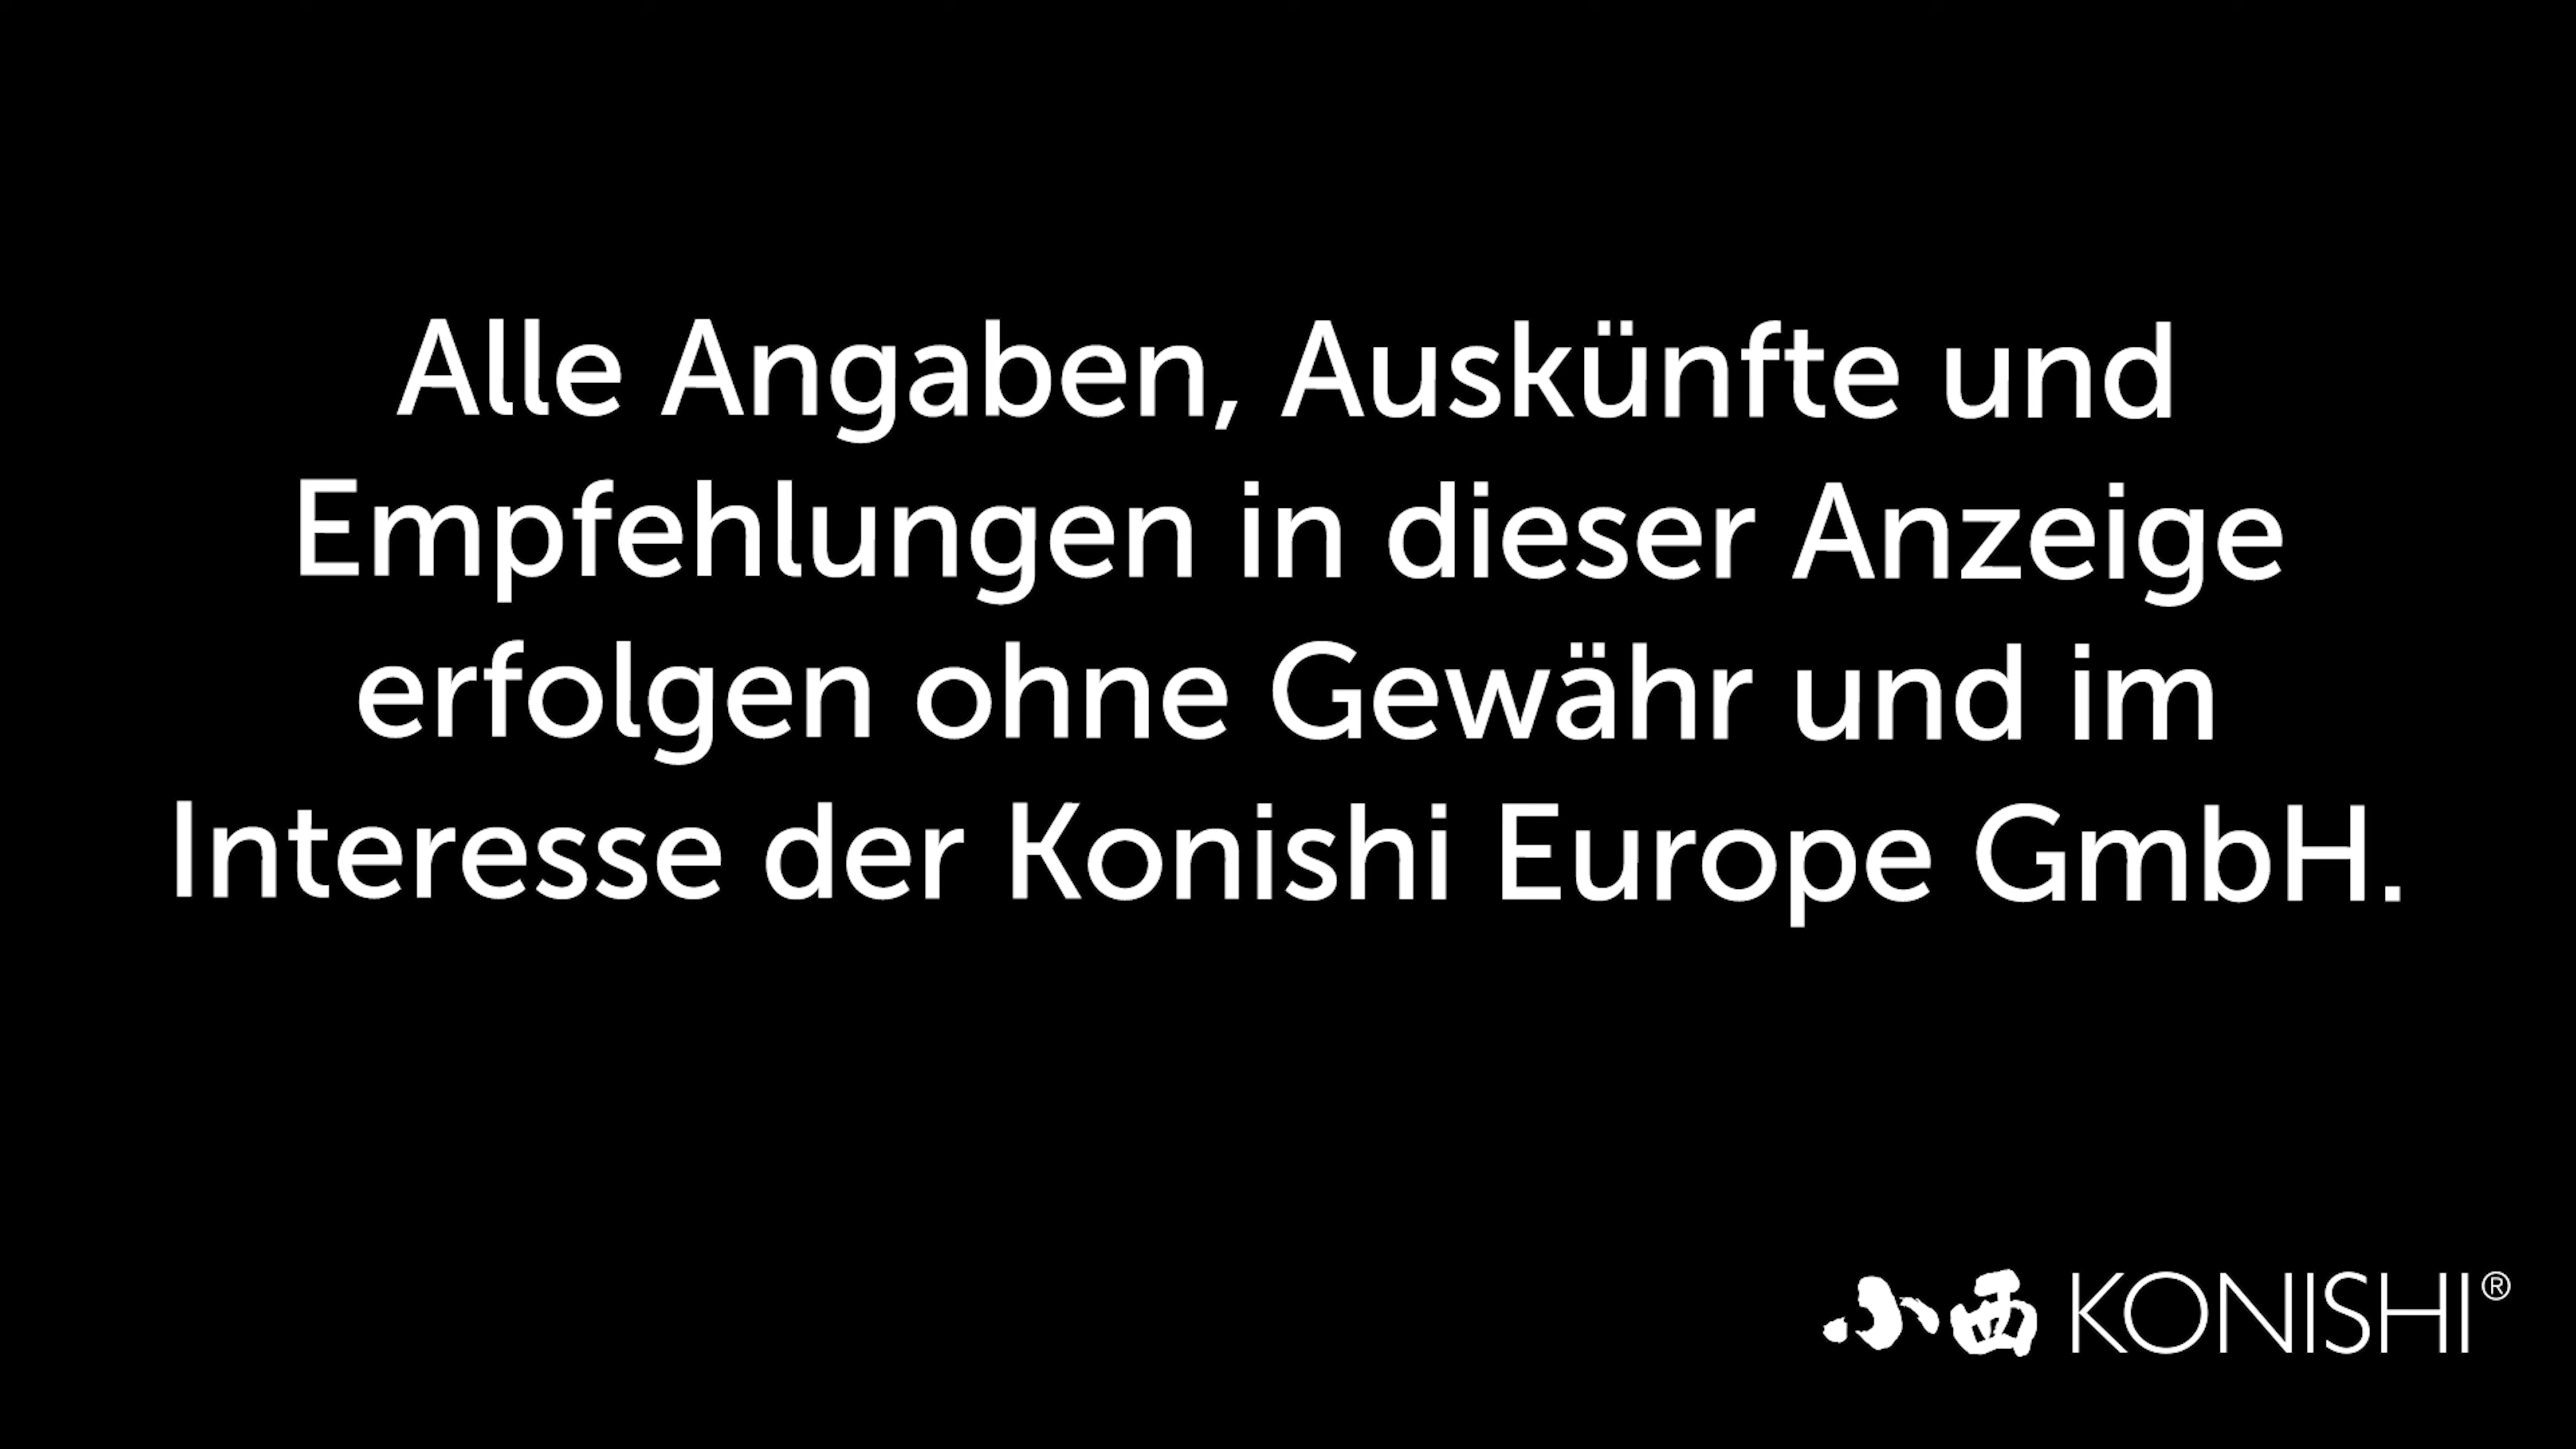 Alle Angaben, Auskünfte und
Empfehlungen in dieser Anzeige
erfolgen ohne Gewähr und im
Interesse der Konishi Europe GmbH.
小西 KONISHI®